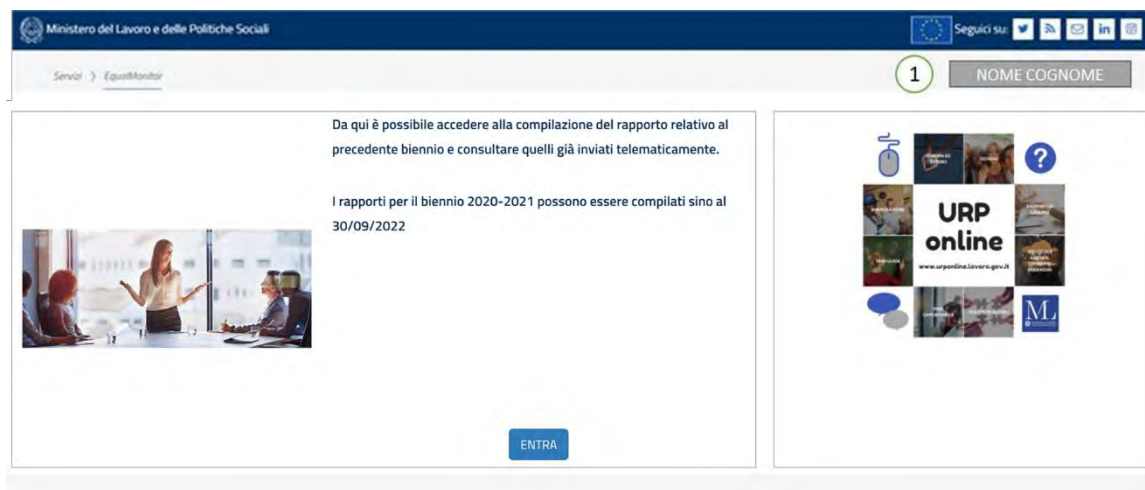 Ministero del Lavoro e delle Politiche Sociali
Seguici su:
in
Servizi > EqualMonitor
1
NOME COGNOME
Da qui è possibile accedere alla compilazione del rapporto relativo al
precedente biennio e consultare quelli già inviati telematicamente.
I rapporti per il biennio 2020-2021 possono essere compilati sino al
30/09/2022
ENTRA
?
URP
online
www.urponline.lavoro.gov.it